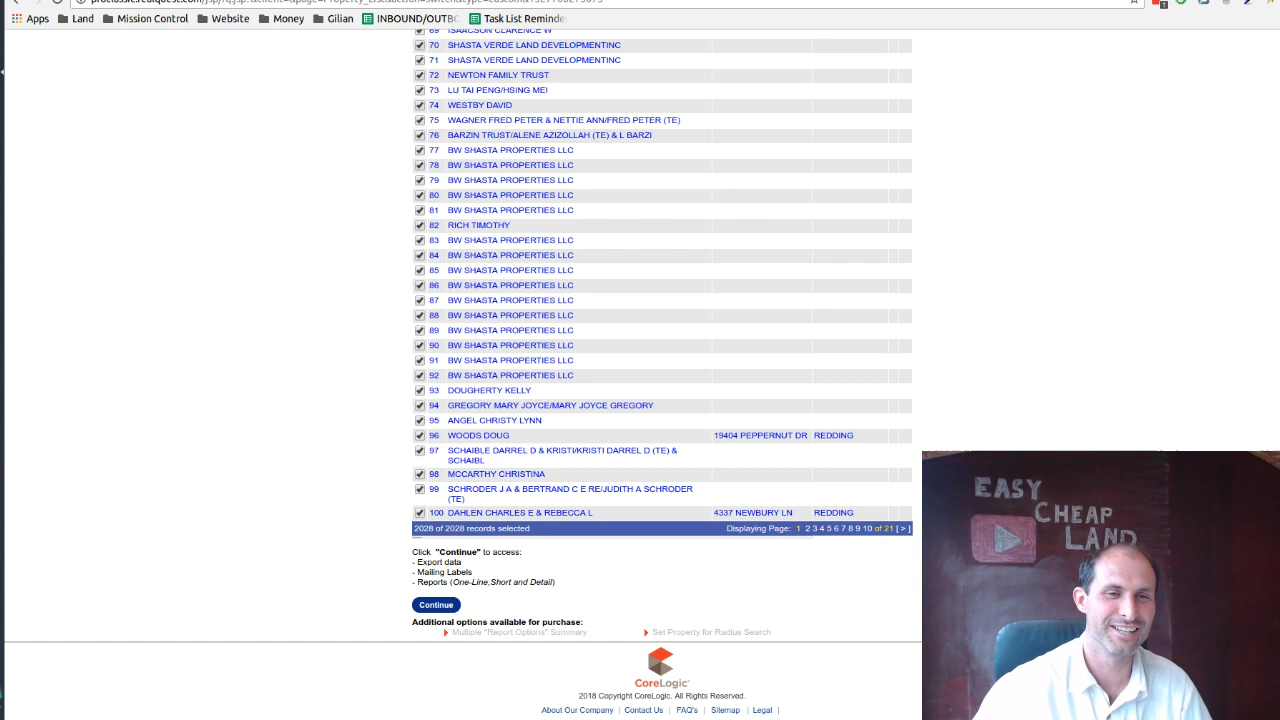 Apps Land Mission Control Website Money Gilian INBOUND/OUTBO Task List Reminde
69 ISAACSON CLARENCE W
70 SHASTA VERDE LAND DEVELOPMENTINC
71 SHASTA VERDE LAND DEVELOPMENTINC
72 NEWTON FAMILY TRUST
73 LU TAI PENG/HSING MEI
74 WESTBY DAVID
75 WAGNER FRED PETER & NETTIE ANN/FRED PETER (TE)
76 BARZIN TRUST/ALENE AZIZOLLAH (TE) & L BARZI
77 BW SHASTA PROPERTIES LLC
78 BW SHASTA PROPERTIES LLC
79 BW SHASTA PROPERTIES LLC
80 BW SHASTA PROPERTIES LLC
81 BW SHASTA PROPERTIES LLC
82 RICH TIMOTHY
83 BW SHASTA PROPERTIES LLC
84 BW SHASTA PROPERTIES LLC
85 BW SHASTA PROPERTIES LLC
86 BW SHASTA PROPERTIES LLC
87 BW SHASTA PROPERTIES LLC
88 BW SHASTA PROPERTIES LLC
89 BW SHASTA PROPERTIES LLC
90 BW SHASTA PROPERTIES LLC
91 BW SHASTA PROPERTIES LLC
92 BW SHASTA PROPERTIES LLC
93 DOUGHERTY KELLY
94 GREGORY MARY JOYCE/MARY JOYCE GREGORY
95 ANGEL CHRISTY LYNN
96 WOODS DOUG 19404 PEPPERNUT DR REDDING
97 SCHAIBLE DARREL D & KRISTI/KRISTI DARREL D (TE) &
SCHAIBL
98 MCCARTHY CHRISTINA
99 SCHRODER J A & BERTRAND C E RE/JUDITH A SCHRODER
(TE)
100 DAHLEN CHARLES E & REBECCA L 4337 NEWBURY LN REDDING
2028 of 2028 records selected Displaying Page: 1 2 3 4 5 6 7 8 9 10 of 21 [ > ]
Click "Continue" to access:
- Export data
- Mailing Labels
- Reports (One-Line,Short and Detail)
Continue
Additional options available for purchase:
Multiple "Report Options" Summary Set Property for Radius Search
CoreLogic
2018 Copyright CoreLogic. All Rights Reserved.
About Our Company | Contact Us | FAQ's | Sitemap | Legal |
EASY
CHEAP
LAND